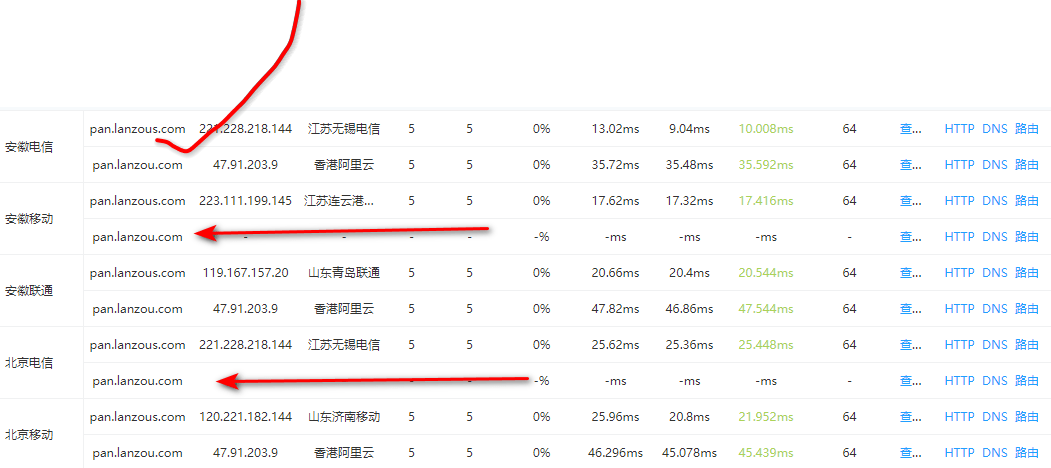 安徽电信
pan.lanzous.com 221.228.218.144 江苏无锡电信 5 5 0% 13.02ms 9.04ms 10.008ms 64 查... HTTP DNS 路由
pan.lanzou.com 47.91.203.9 香港阿里云 5 5 0% 35.72ms 35.48ms 35.592ms 64 查... HTTP DNS 路由
安徽移动
pan.lanzous.com 223.111.199.145 江苏连云港... 5 5 0% 17.62ms 17.32ms 17.416ms 64 查... HTTP DNS 路由
pan.lanzou.com - - - - -% -ms -ms -ms - 查... HTTP DNS 路由
安徽联通
pan.lanzous.com 119.167.157.20 山东青岛联通 5 5 0% 20.66ms 20.4ms 20.544ms 64 查... HTTP DNS 路由
pan.lanzou.com 47.91.203.9 香港阿里云 5 5 0% 47.82ms 46.86ms 47.544ms 64 查... HTTP DNS 路由
北京电信
pan.lanzous.com 221.228.218.144 江苏无锡电信 5 5 0% 25.62ms 25.36ms 25.448ms 64 查... HTTP DNS 路由
pan.lanzou.com - - -% -ms -ms -ms - 查... HTTP DNS 路由
北京移动
pan.lanzous.com 120.221.182.144 山东济南移动 5 5 0% 25.96ms 20.8ms 21.952ms 64 查... HTTP DNS 路由
pan.lanzou.com 47.91.203.9 香港阿里云 5 5 0% 46.296ms 45.078ms 45.439ms 64 查... HTTP DNS 路由